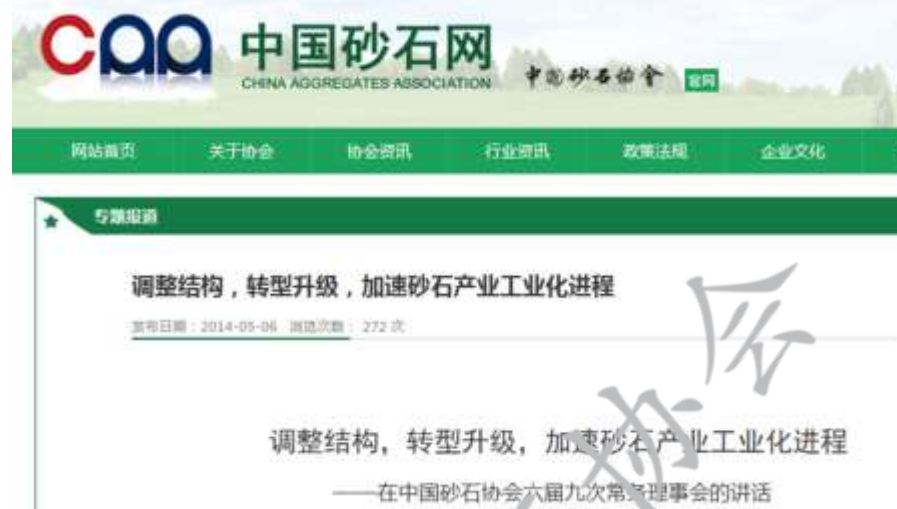 CAA 中国砂石网
CHINA AGGREGATES ASSOCIATION 中国砂石协会 官网
网站首页 关于协会 协会资讯 行业资讯 政策法规 企业文化
专题报道
调整结构，转型升级，加速砂石产业工业化进程
发布日期：2014-05-06 浏览次数： 272 次
调整结构，转型升级，加速砂石产业工业化进程
——在中国砂石协会六届九次常务理事会的讲话
协会